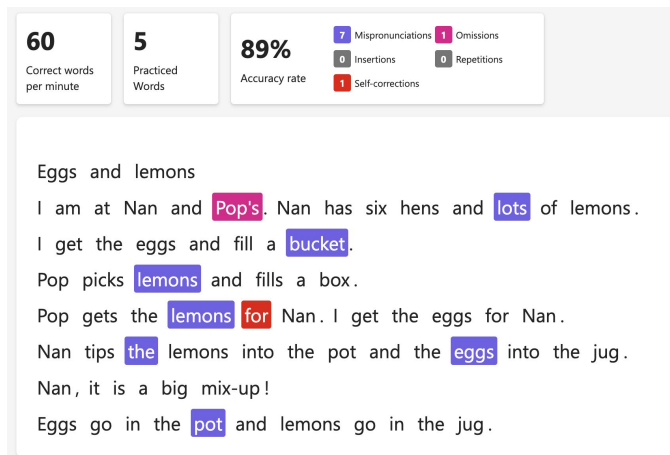 60
Correct words
per minute
5
Practiced
Words
89%
Accuracy rate
7 Mispronunciations 1 Omissions
0 Insertions 0 Repetitions
1 Self-corrections
Eggs and lemons
I am at Nan and Pop's. Nan has six hens and lots of lemons.
I get the eggs and fill a bucket.
Pop picks lemons and fills a box.
Pop gets the lemons for Nan. I get the eggs for Nan.
Nan tips the lemons into the pot and the eggs into the jug.
Nan, it is a big mix-up!
Eggs go in the pot and lemons go in the jug.